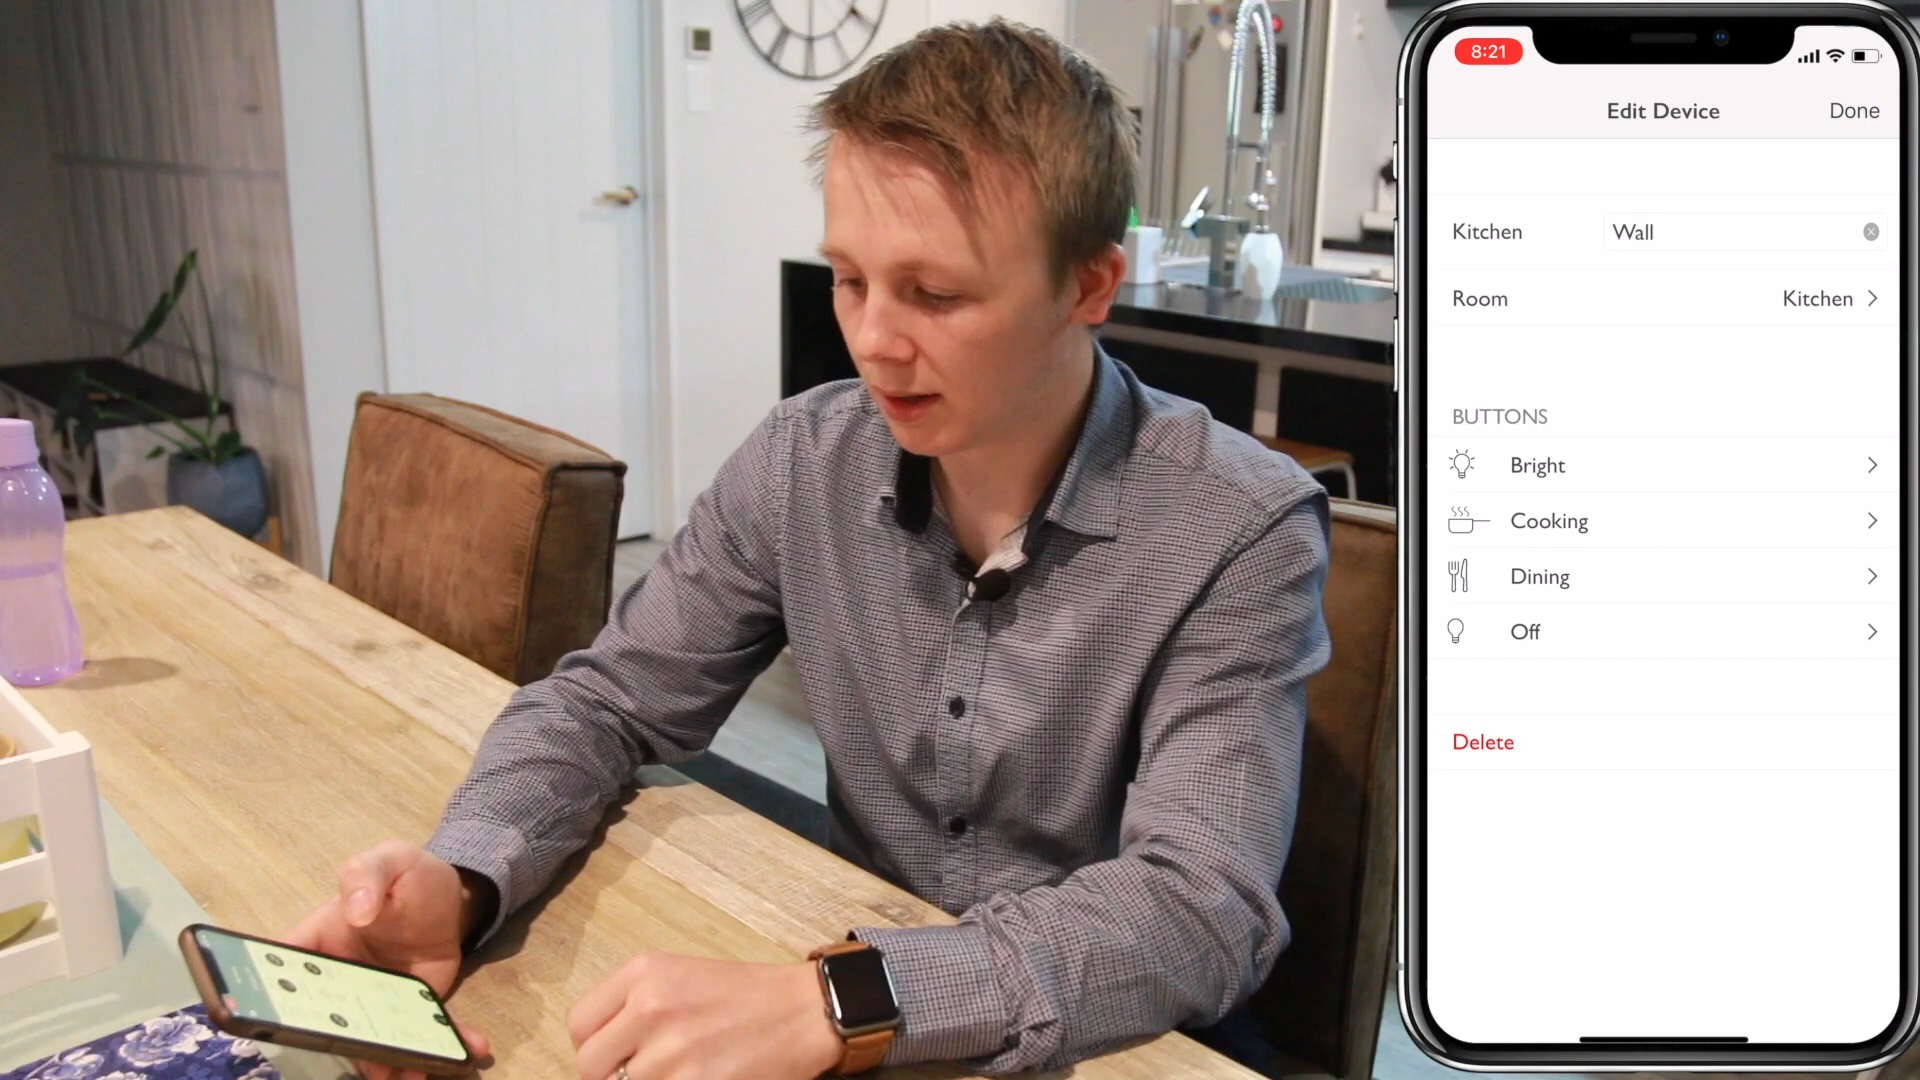 8:21
Edit Device
Done
Kitchen
Wall
Room
Kitchen
BUTTONS
Bright
Cooking
Dining
Off
Delete